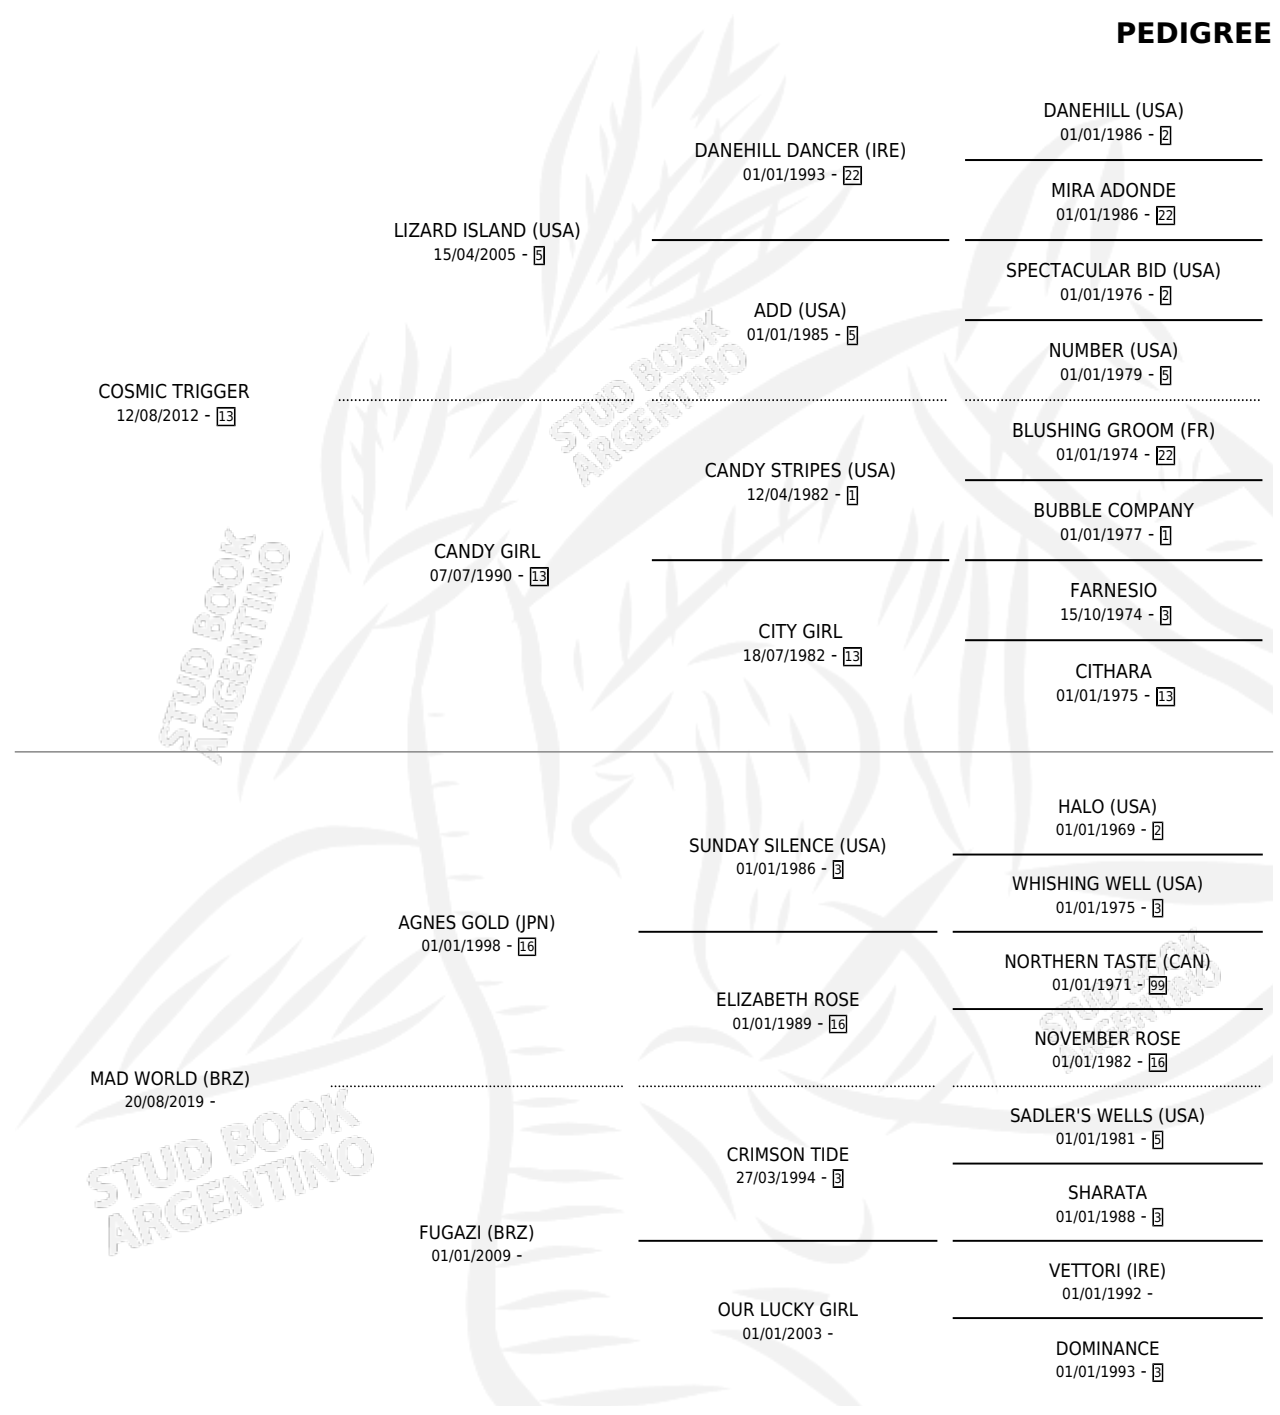 PEDIGREE
DANEHILL (USA)
01/01/1986 - 2
DANEHILL DANCER (IRE)
01/01/1993 - 22
MIRA ADONDE
01/01/1986 - 22
LIZARD ISLAND (USA)
15/04/2005 - 5
SPECTACULAR BID (USA)
01/01/1976 - 2
ADD (USA)
01/01/1985 - 5
NUMBER (USA)
01/01/1979 - 5
STUD BOOK
ARGENTINO
COSMIC TRIGGER
12/08/2012 - 13
BLUSHING GROOM (FR)
01/01/1974 - 22
CANDY STRIPES (USA)
12/04/1982 - 1
BUBBLE COMPANY
01/01/1977 - 1
CANDY GIRL
07/07/1990 - 13
FARNESIO
15/10/1974 - 3
CITY GIRL
18/07/1982 - 13
CITHARA
01/01/1975 - 13
STUD BOOK
ARGENTINO
HALO (USA)
01/01/1969 - 2
SUNDAY SILENCE (USA)
01/01/1986 - 3
WHISHING WELL (USA)
01/01/1975 - 3
AGNES GOLD (JPN)
01/01/1998 - 16
NORTHERN TASTE (CAN)
01/01/1971 - 99
ELIZABETH ROSE
01/01/1989 - 16
NOVEMBER ROSE
01/01/1982 - 16
STUD BOOK
ARGENTINO
MAD WORLD (BRZ)
20/08/2019 -
SADLER'S WELLS (USA)
01/01/1981 - 5
CRIMSON TIDE
27/03/1994 - 3
SHARATA
01/01/1988 - 3
STUD BOOK
ARGENTINO
FUGAZI (BRZ)
01/01/2009 -
VETTORI (IRE)
01/01/1992 -
OUR LUCKY GIRL
01/01/2003 -
DOMINANCE
01/01/1993 - 3